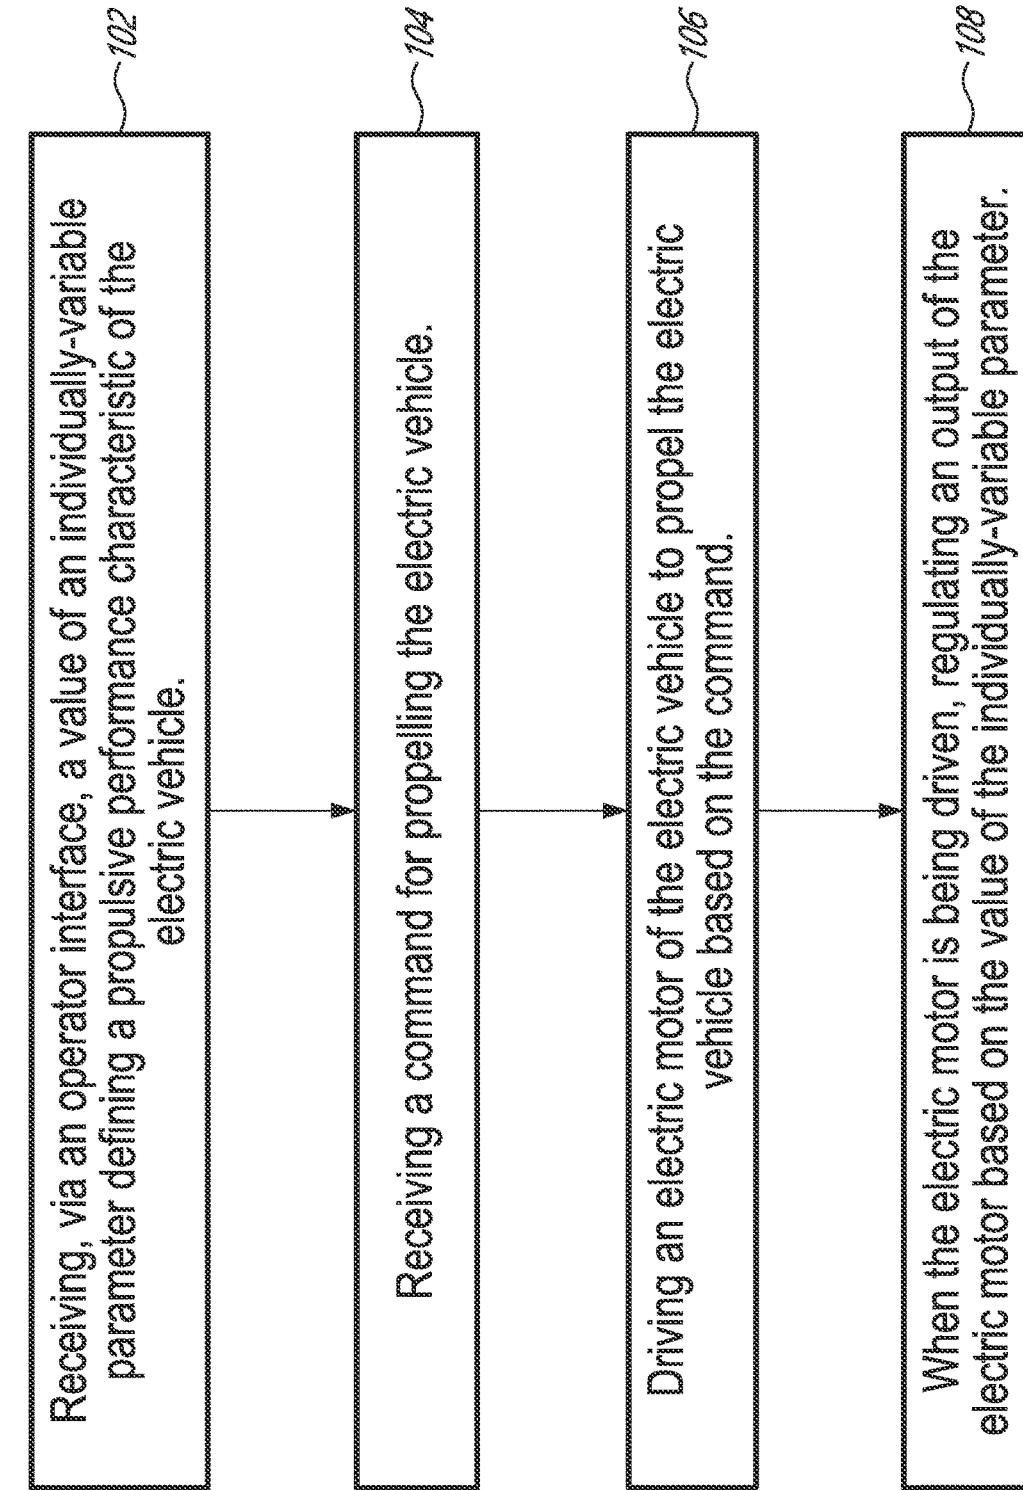 Receiving, via an operator interface, a value of an individually-variable
parameter defining a propulsive performance characteristic of the
electric vehicle.
102
Receiving a command for propelling the electric vehicle.
104
Driving an electric motor of the electric vehicle to propel the electric
vehicle based on the command.
106
When the electric motor is being driven, regulating an output of the
electric motor based on the value of the individually-variable parameter.
108